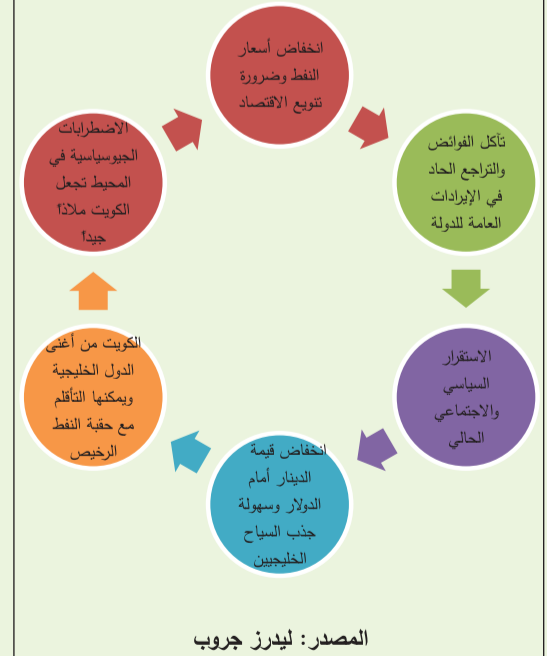 انخفاض أسعار
النفط وضرورة
تنويع الاقتصاد
تآكل الفوائض
والتراجع الحاد
في الإيرادات
العامة للدولة
الاستقرار
السياسي
والاجتماعي
الحالي
انخفاض قيمة
الدينار أمام
الدولار وسهولة
جذب السياح
الخليجيين
الكويت من أغنى
الدول الخليجية
ويمكنها التأقلم
مع حقبة النفط
الرخيص
الاضطرابات
الجيوسياسية في
المحيط تجعل
الكويت ملاذاً
جيداً
المصدر: ليدرز جروب